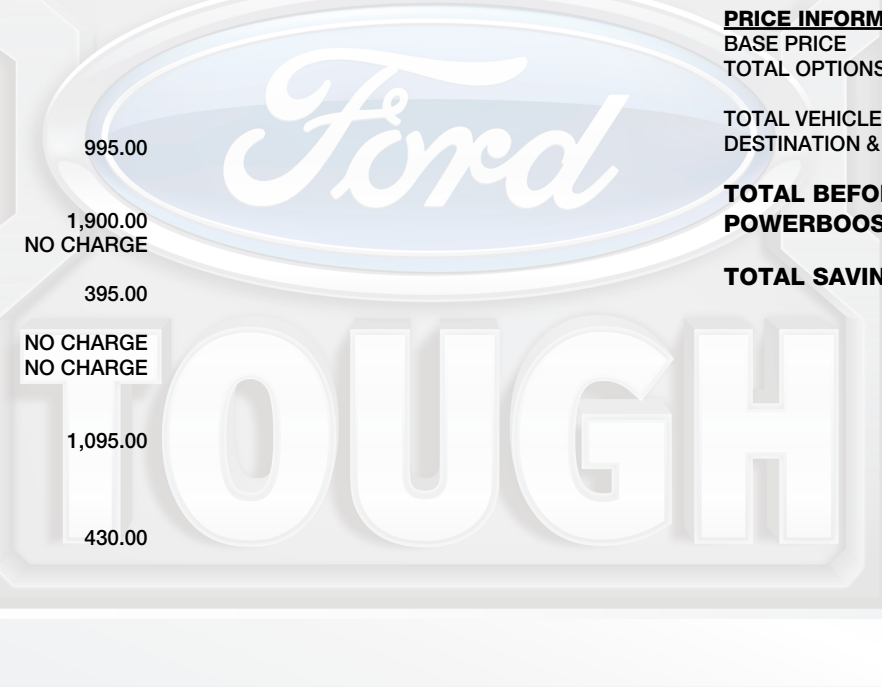 995.00
1,900.00
NO CHARGE
395.00
NO CHARGE
NO CHARGE
1,095.00
430.00
PRICE INFORM
BASE PRICE
TOTAL OPTIONS
TOTAL VEHICLE
DESTINATION &
TOTAL BEFO
POWERBOOS
TOTAL SAVIN
Ford
TOUGH